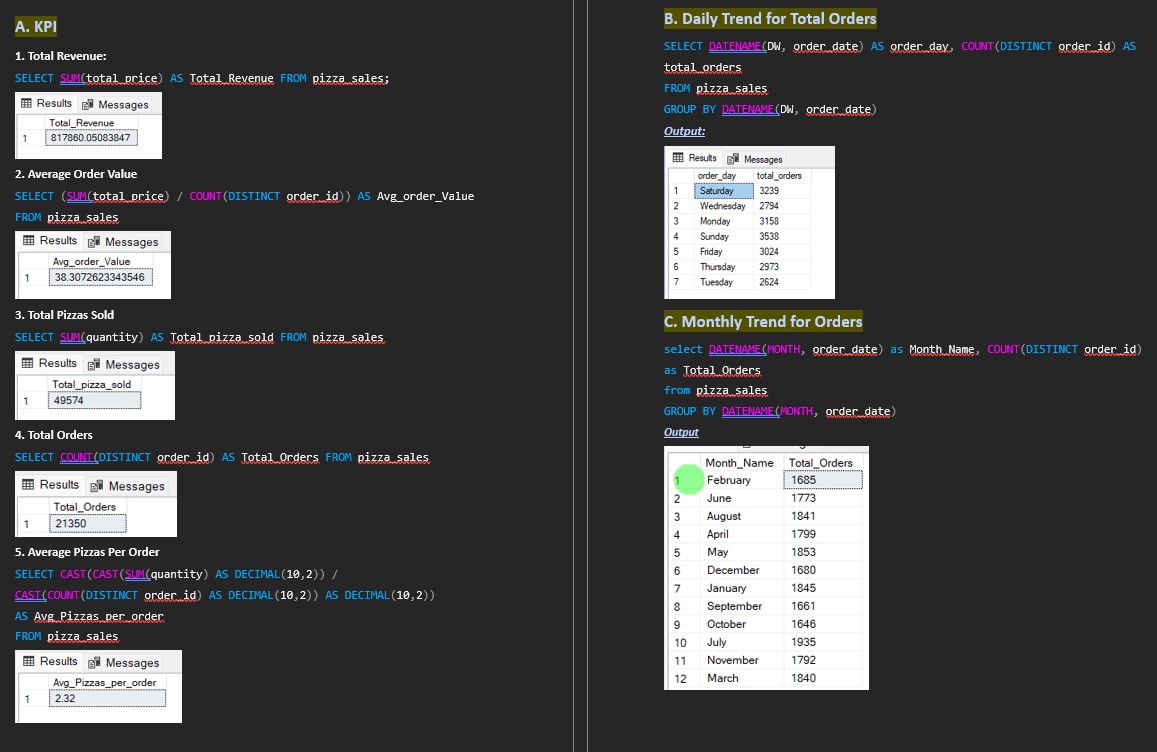 A. KPI
1. Total Revenue:
SELECT SUM(total_price) AS Total_Revenue FROM pizza_sales;
Results Messages
Total_Revenue
1 817860.05083847
2. Average Order Value
SELECT (SUM(total_price) / COUNT(DISTINCT order_id)) AS Avg_order_Value
FROM pizza_sales
Results Messages
Avg_order_Value
1 38.3072623343546
3. Total Pizzas Sold
SELECT SUM(quantity) AS Total_pizza_sold FROM pizza_sales
Results Messages
Total_pizza_sold
1 49574
4. Total Orders
SELECT COUNT(DISTINCT order_id) AS Total_Orders FROM pizza_sales
Results Messages
Total_Orders
1 21350
5. Average Pizzas Per Order
SELECT CAST(CAST(SUM(quantity) AS DECIMAL(10,2)) /
CAST(COUNT(DISTINCT order_id) AS DECIMAL(10,2)) AS DECIMAL(10,2))
AS Avg_Pizzas_per_order
FROM pizza_sales
Results Messages
Avg_Pizzas_per_order
1 2.32
B. Daily Trend for Total Orders
SELECT DATENAME(DW, order_date) AS order_day, COUNT(DISTINCT order_id) AS
total_orders
FROM pizza_sales
GROUP BY DATENAME(DW, order_date)
Output:
Results Messages
order_day total_orders
1 Saturday 3239
2 Wednesday 2794
3 Monday 3158
4 Sunday 3538
5 Friday 3024
6 Thursday 2973
7 Tuesday 2624
C. Monthly Trend for Orders
select DATENAME(MONTH, order_date) as Month_Name, COUNT(DISTINCT order_id)
as Total_Orders
from pizza_sales
GROUP BY DATENAME(MONTH, order_date)
Output
Month_Name Total_Orders
1 February 1685
2 June 1773
3 August 1841
4 April 1799
5 May 1853
6 December 1680
7 January 1845
8 September 1661
9 October 1646
10 July 1935
11 November 1792
12 March 1840